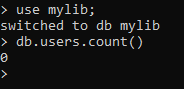 > use mylib;
switched to db mylib
> db.users.count()
0
>